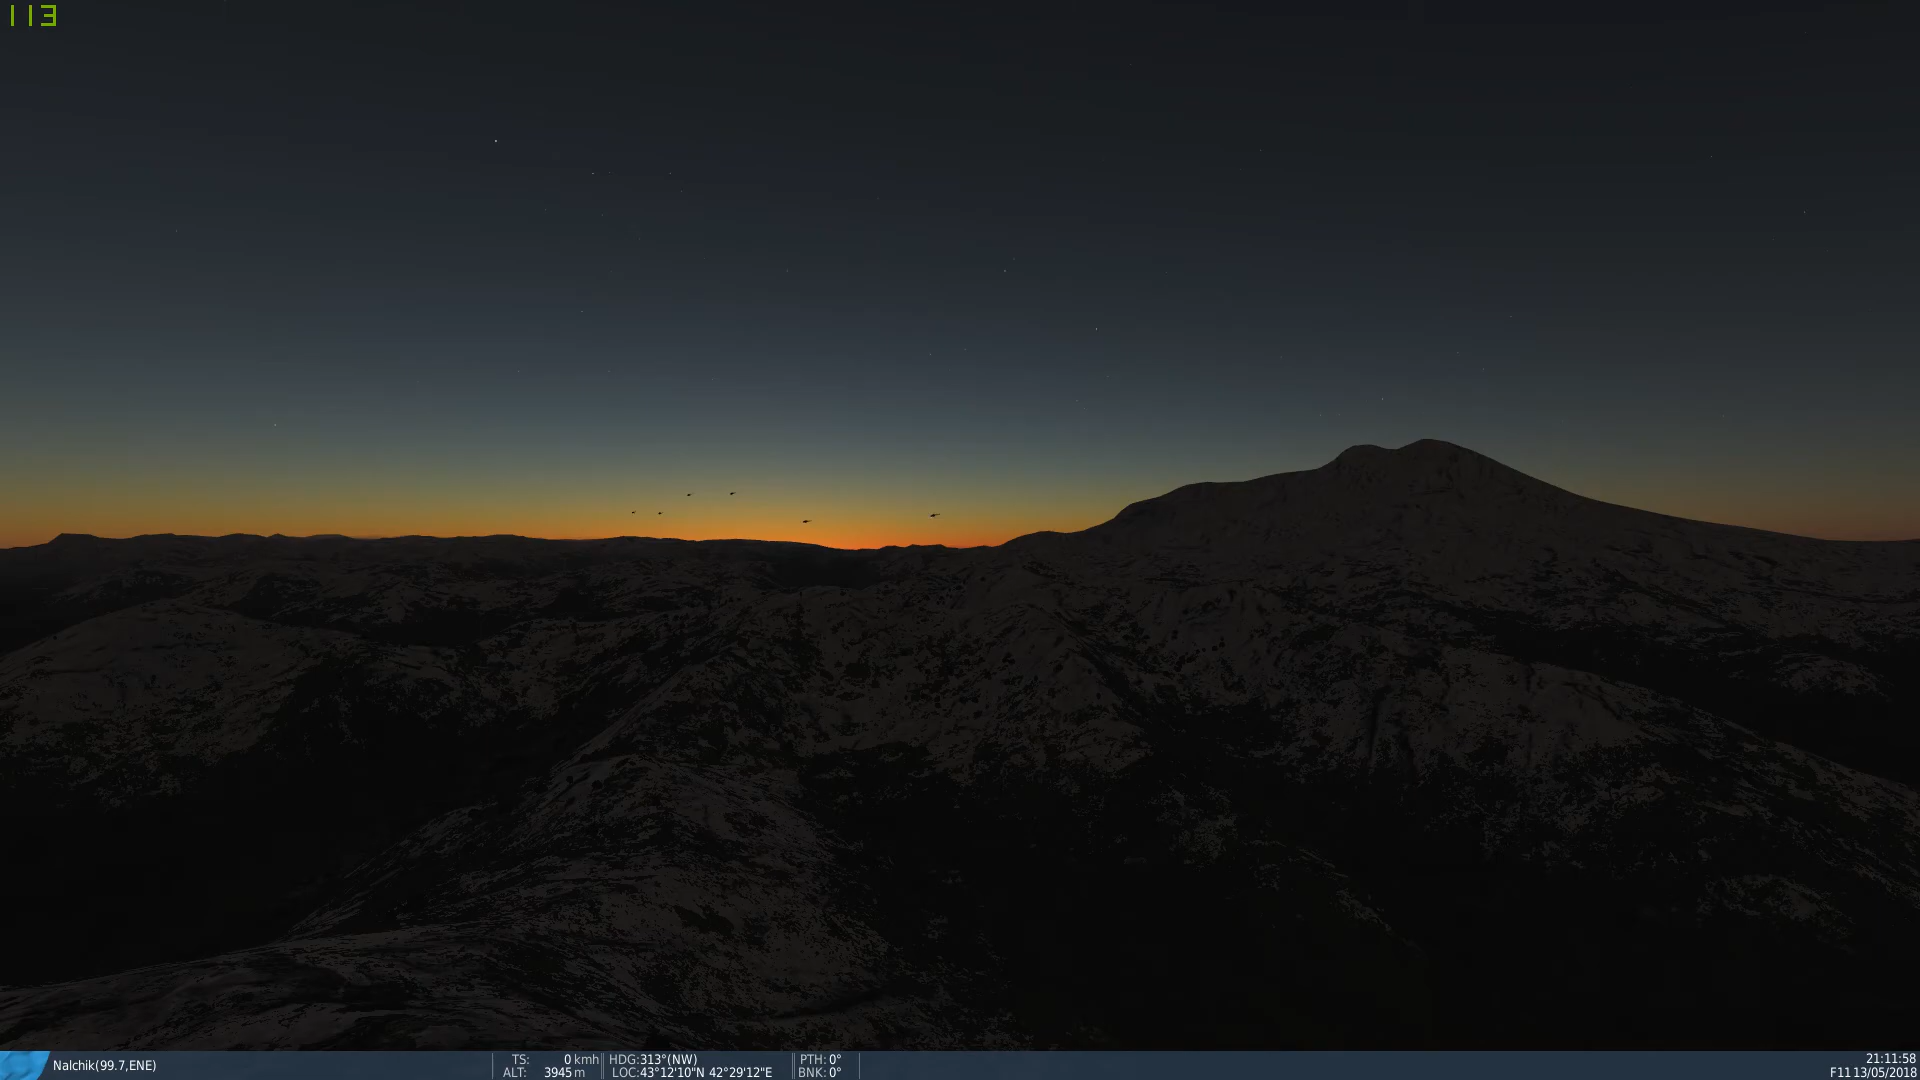 113
Nalchik(99.7,ENE)
TS: 0 kmh HDG:313°(NW) PTH: 0° 21:11:58
ALT: 3945 m LOC:43°12'10"N 42°29'12"E BNK: 0° F11 13/05/2018